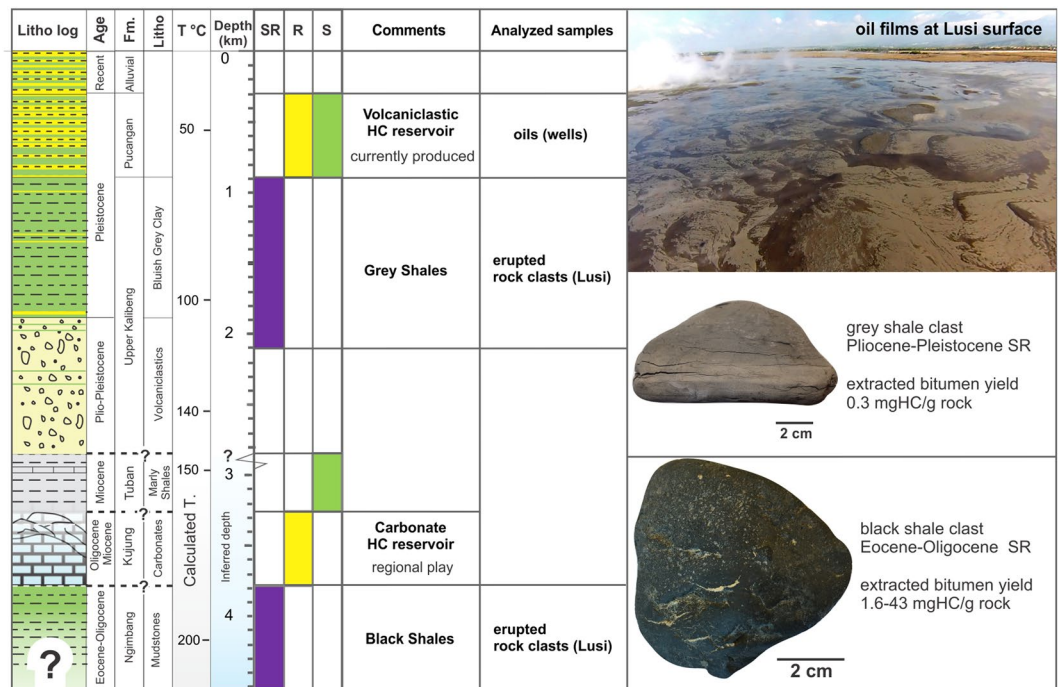 Litho log
Age
Fm.
Litho
T °C
Depth
(km)
SR
R
S
Comments
Analyzed samples
oil films at Lusi surface
Recent
Alluvial
0
Pucangan
50
Volcaniclastic
HC reservoir
currently produced
oils (wells)
Pleistocene
Upper Kalibeng
Bluish Grey Clay
1
100
2
Grey Shales
erupted
rock clasts (Lusi)
grey shale clast
Pliocene-Pleistocene SR
extracted bitumen yield
0.3 mgHC/g rock
2 cm
Plio-Pleistocene
Volcaniclastics
140
?
?
Miocene
Tuban
Marly
Shales
150
3
?
Oligocene
Miocene
Kujung
Carbonates
Calculated T.
Inferred depth
Carbonate
HC reservoir
regional play
?
Eocene-Oligocene
Ngimbang
Mudstones
200
4
Black Shales
erupted
rock clasts (Lusi)
black shale clast
Eocene-Oligocene SR
extracted bitumen yield
1.6-43 mgHC/g rock
2 cm
?